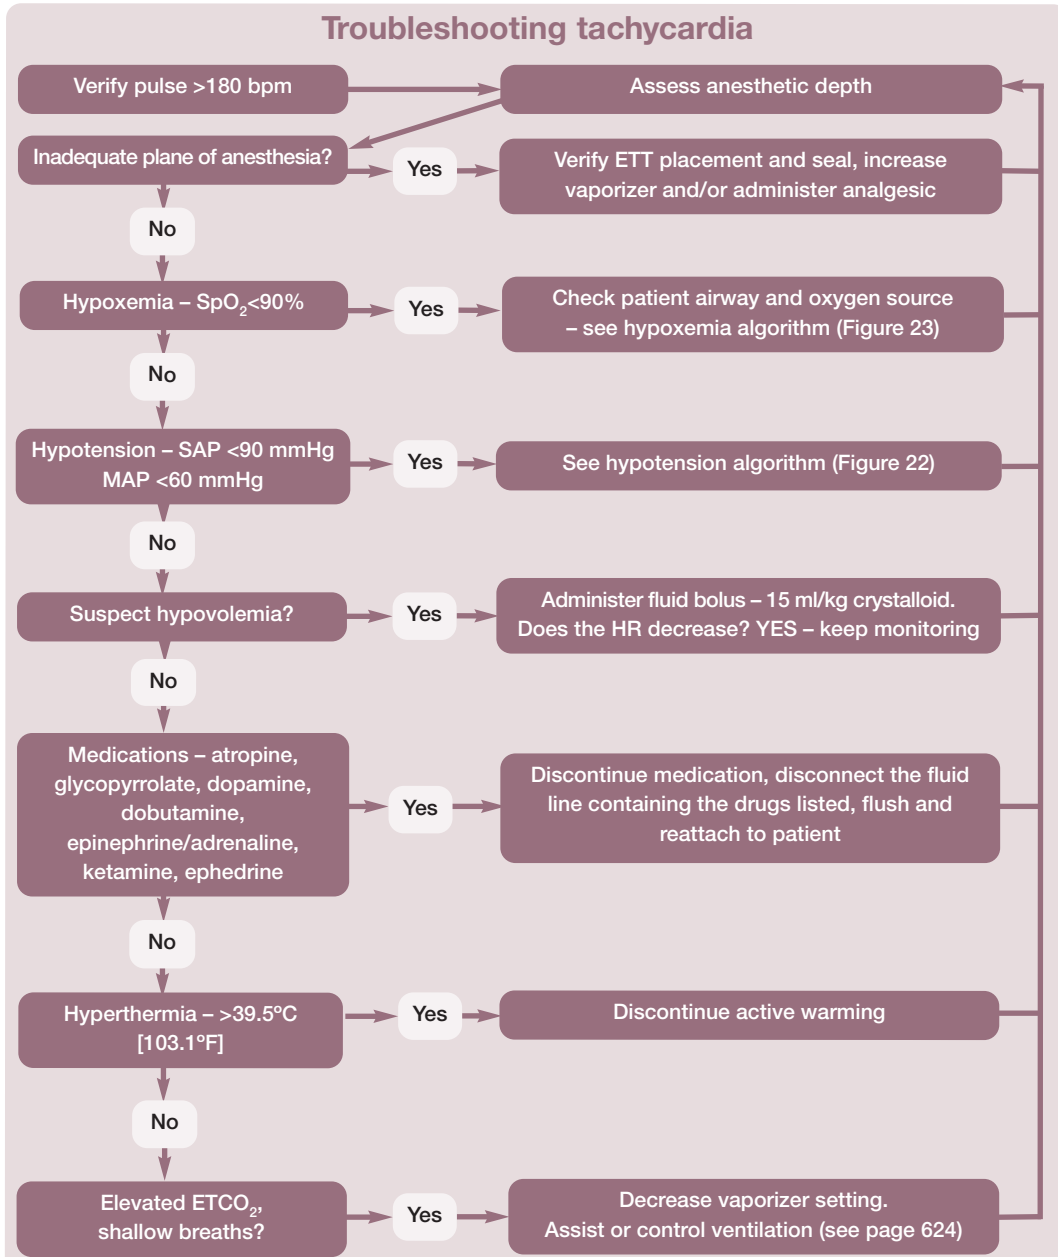 Troubleshooting tachycardia
Verify pulse >180 bpm
Assess anesthetic depth
Inadequate plane of anesthesia?
Yes
Verify ETT placement and seal, increase
vaporizer and/or administer analgesic
No
Hypoxemia – SpO₂<90%
Yes
Check patient airway and oxygen source
– see hypoxemia algorithm (Figure 23)
No
Hypotension – SAP <90 mmHg
MAP <60 mmHg
Yes
See hypotension algorithm (Figure 22)
No
Suspect hypovolemia?
Yes
Administer fluid bolus – 15 ml/kg crystalloid.
Does the HR decrease? YES – keep monitoring
No
Medications – atropine,
glycopyrrolate, dopamine,
dobutamine,
epinephrine/adrenaline,
ketamine, ephedrine
Yes
Discontinue medication, disconnect the fluid
line containing the drugs listed, flush and
reattach to patient
No
Hyperthermia – >39.5ºC
[103.1ºF]
Yes
Discontinue active warming
No
Elevated ETCO₂,
shallow breaths?
Yes
Decrease vaporizer setting.
Assist or control ventilation (see page 624)